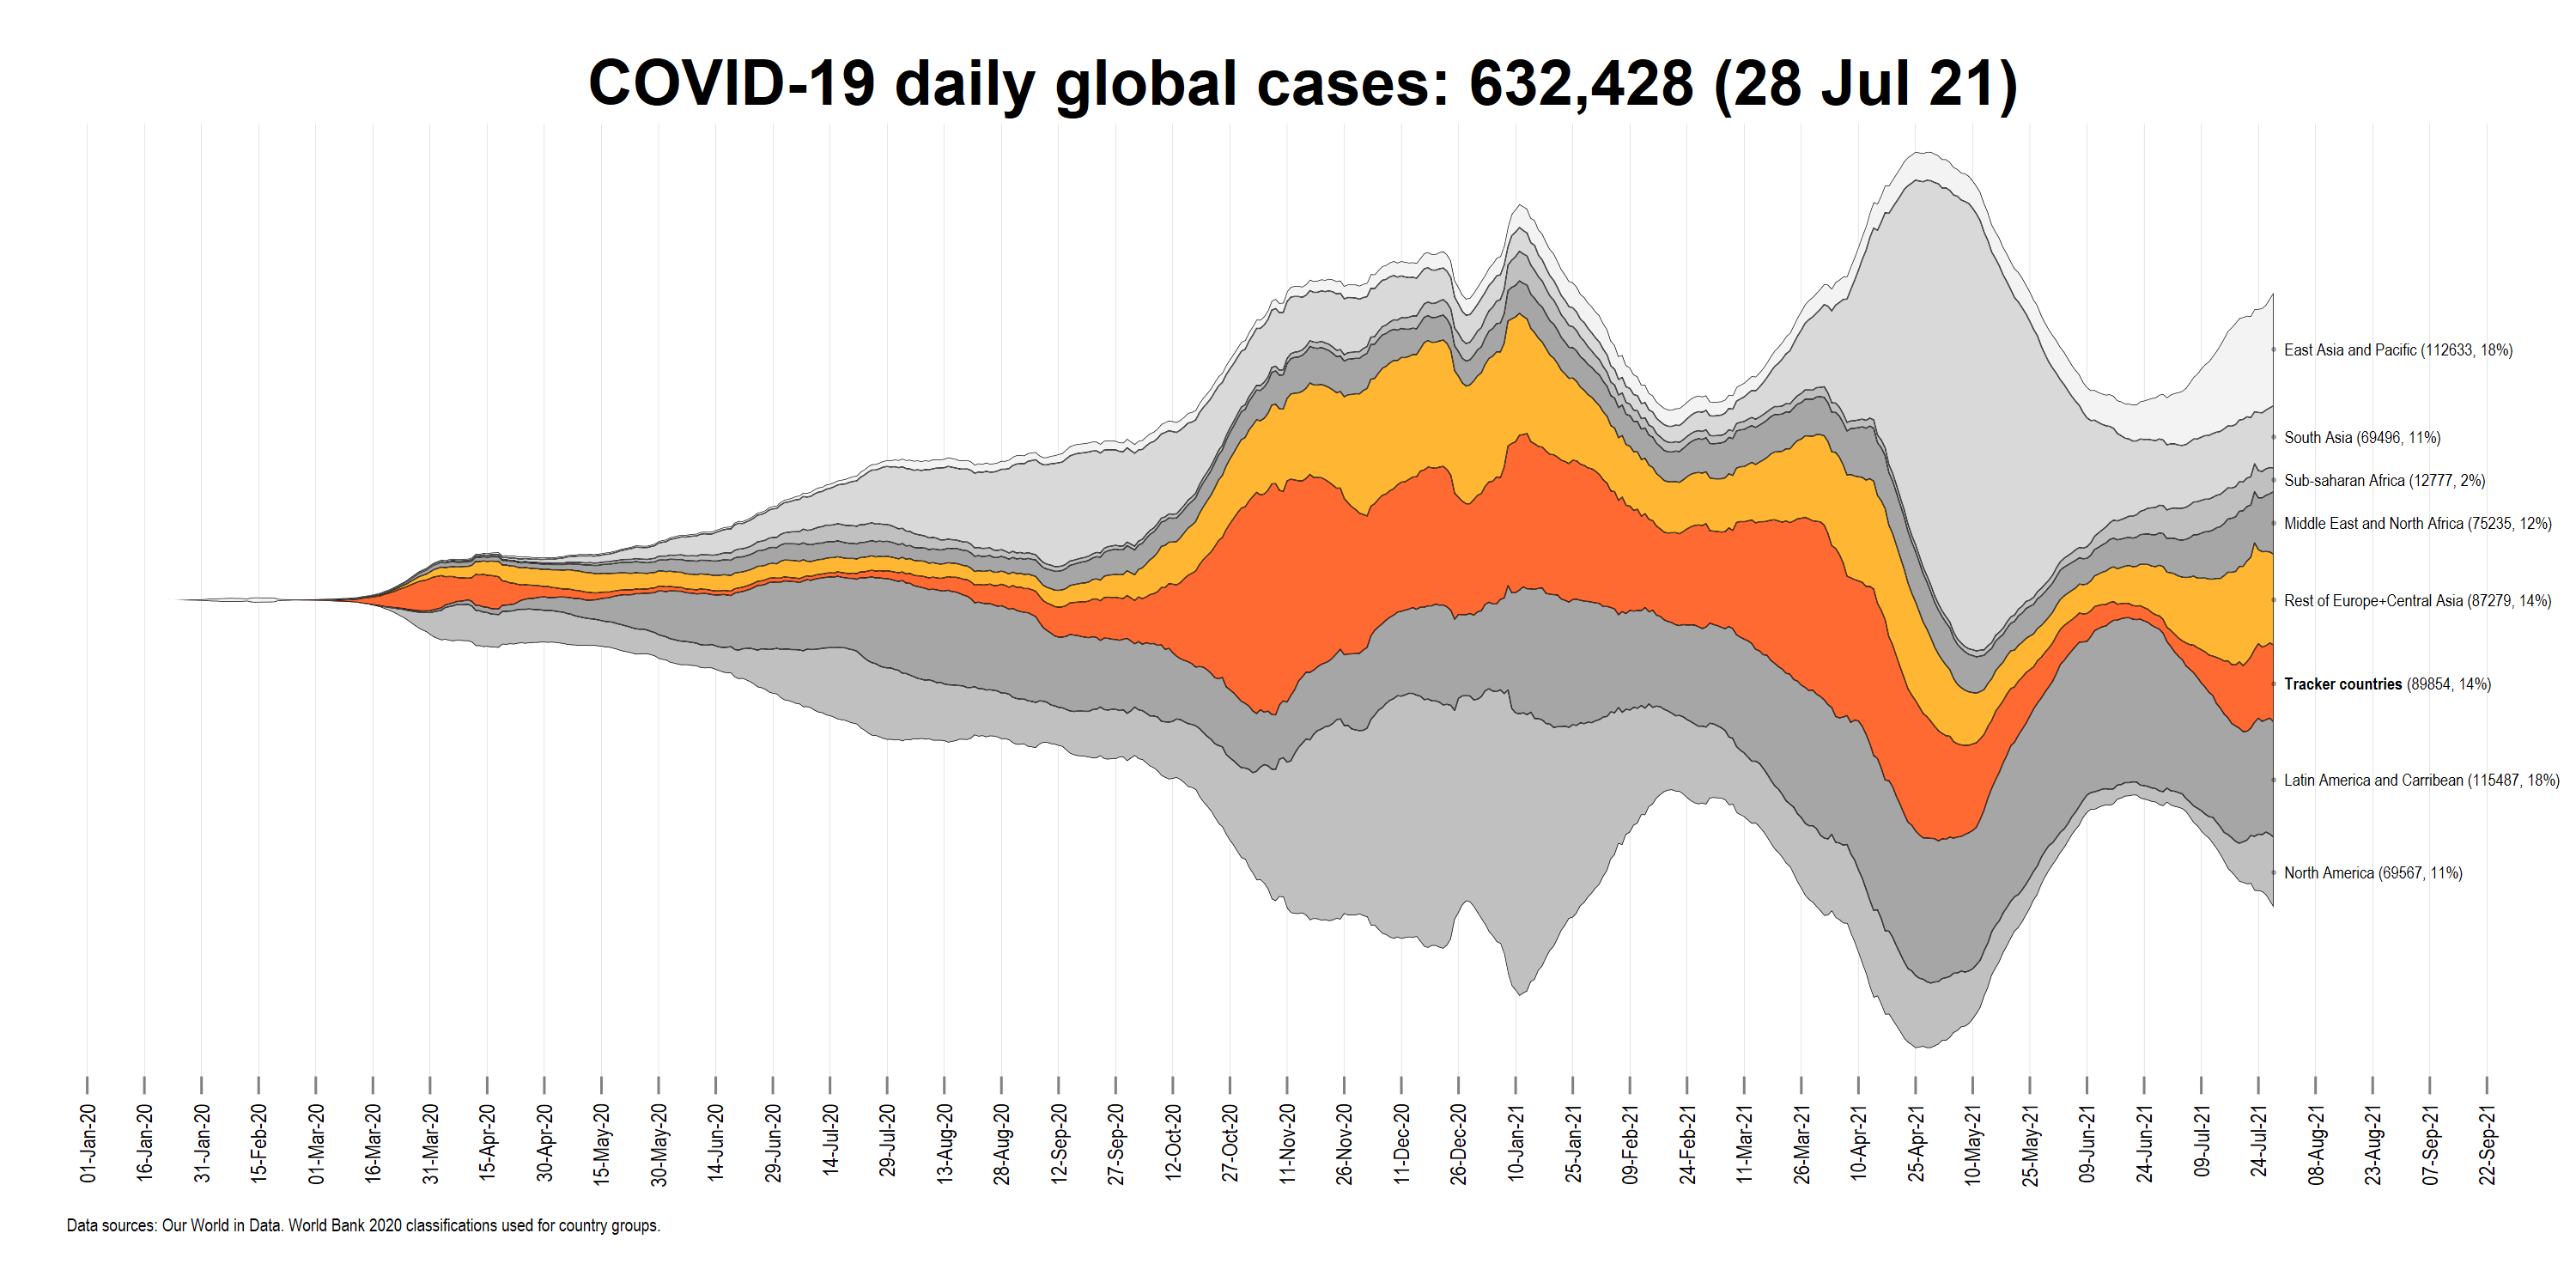 COVID-19 daily global cases: 632,428 (28 Jul 21)
East Asia and Pacific (112633, 18%)
South Asia (69496, 11%)
Sub-saharan Africa (12777, 2%)
Middle East and North Africa (75235, 12%)
Rest of Europe+Central Asia (87279, 14%)
Tracker countries (89854, 14%)
Latin America and Carribean (115487, 18%)
North America (69567, 11%)
01-Jan-20
16-Jan-20
31-Jan-20
15-Feb-20
01-Mar-20
16-Mar-20
31-Mar-20
15-Apr-20
30-Apr-20
15-May-20
30-May-20
14-Jun-20
29-Jun-20
14-Jul-20
29-Jul-20
13-Aug-20
28-Aug-20
12-Sep-20
27-Sep-20
12-Oct-20
27-Oct-20
11-Nov-20
26-Nov-20
11-Dec-20
26-Dec-20
10-Jan-21
25-Jan-21
09-Feb-21
24-Feb-21
11-Mar-21
26-Mar-21
10-Apr-21
25-Apr-21
10-May-21
25-May-21
09-Jun-21
24-Jun-21
09-Jul-21
24-Jul-21
08-Aug-21
23-Aug-21
07-Sep-21
22-Sep-21
Data sources: Our World in Data. World Bank 2020 classifications used for country groups.